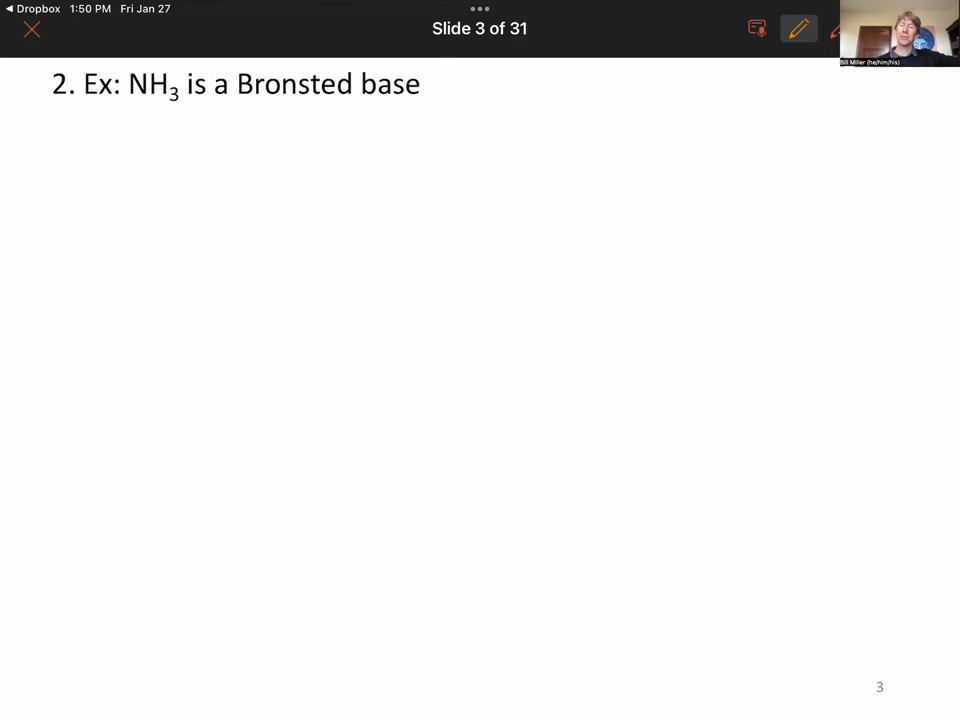 ◄ Dropbox 1:50 PM Fri Jan 27
Slide 3 of 31
Bill Miller (he/him/his)
2. Ex: NH₃ is a Bronsted base
3